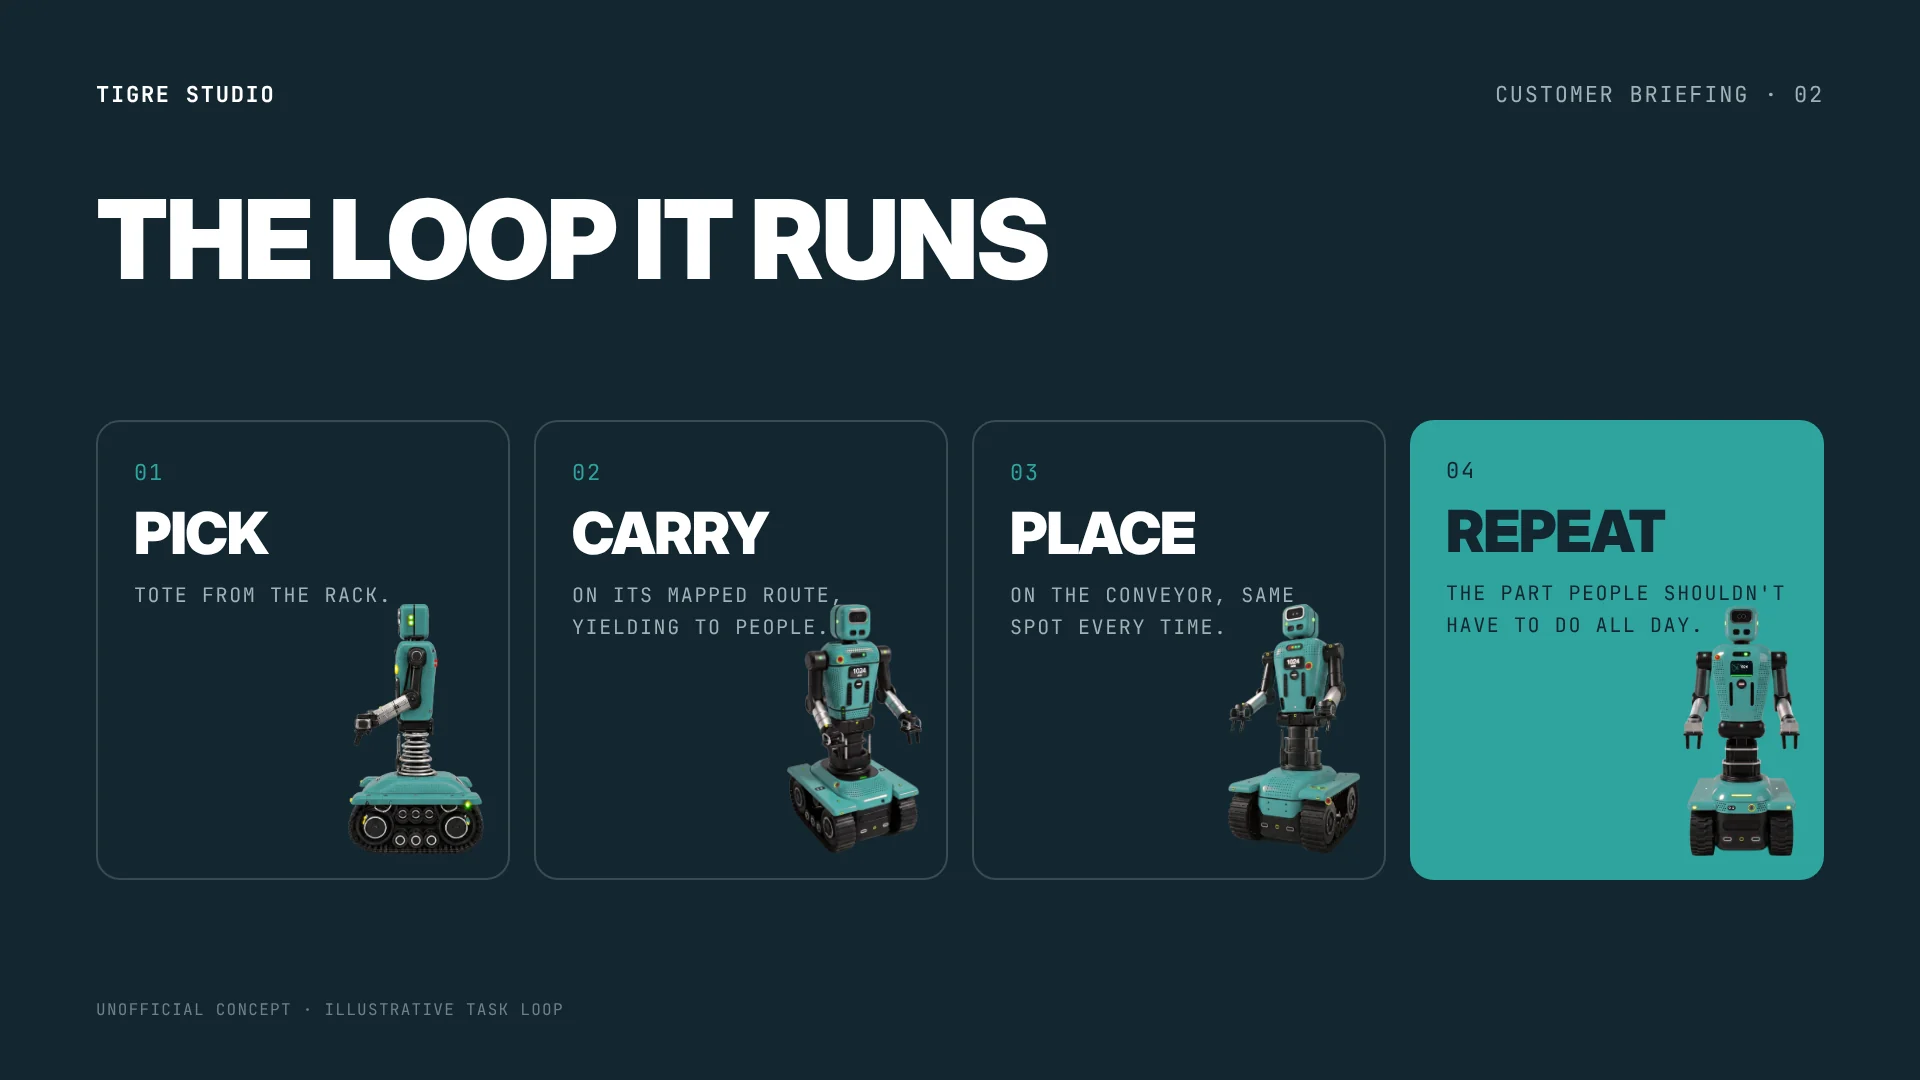 TIGRE STUDIO
CUSTOMER BRIEFING · 02
THE LOOP IT RUNS
01
PICK
TOTE FROM THE RACK.
02
CARRY
ON ITS MAPPED ROUTE,
YIELDING TO PEOPLE.
1024
03
PLACE
ON THE CONVEYOR, SAME
SPOT EVERY TIME.
1024
04
REPEAT
THE PART PEOPLE SHOULDN'T
HAVE TO DO ALL DAY.
UNOFFICIAL CONCEPT · ILLUSTRATIVE TASK LOOP